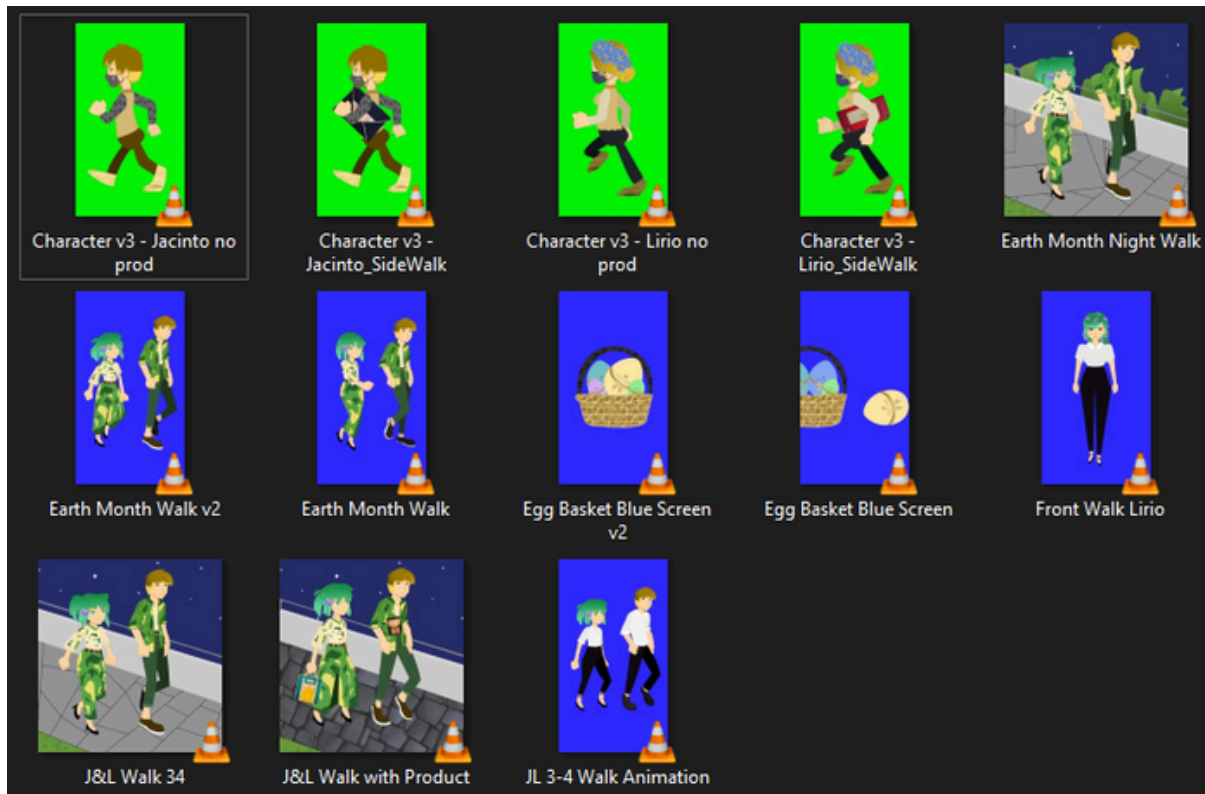 Character v3 - Jacinto no
prod
Character v3 -
Jacinto_SideWalk
Character v3 - Lirio no
prod
Character v3 -
Lirio_SideWalk
Earth Month Night Walk
Earth Month Walk v2
Earth Month Walk
Egg Basket Blue Screen
v2
Egg Basket Blue Screen
Front Walk Lirio
J&L Walk 34
J&L Walk with Product
JL 3-4 Walk Animation